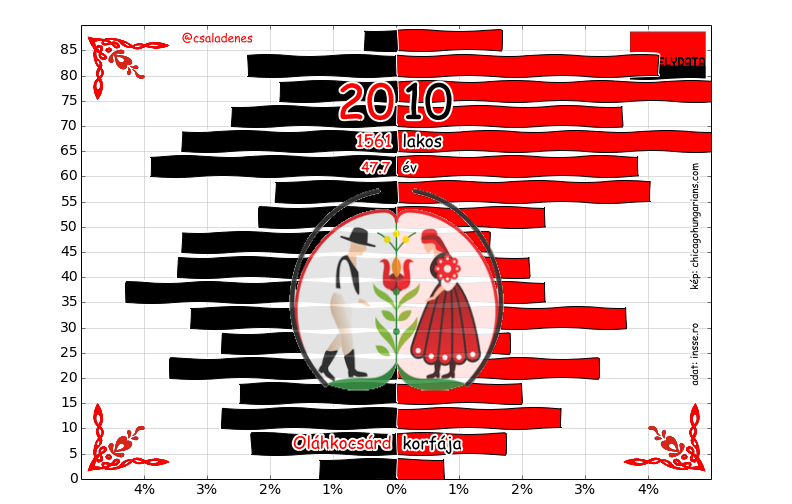 @csaladenes
2010
1561 lakos
47.7 év
Oláhkocsárd korfája
kép: chicagohungarians.com
adat: insse.ro
85
80
75
70
65
60
55
50
45
40
35
30
25
20
15
10
5
0
4% 3% 2% 1% 0% 1% 2% 3% 4%